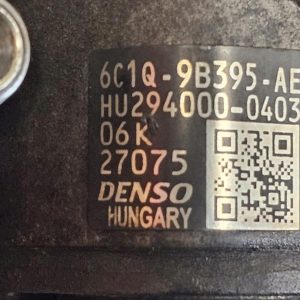 6C1Q-9B395-AE
HU294000-0403
06K
27075
DENSO
HUNGARY